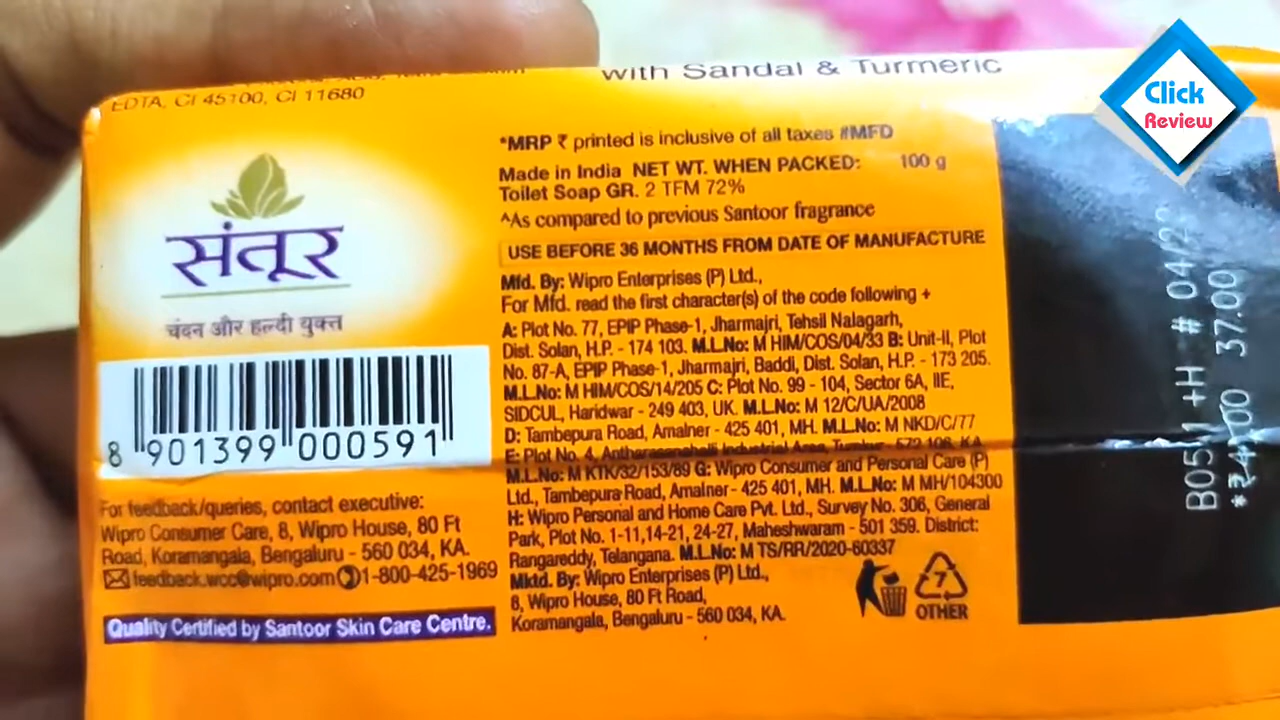 EDTA, CI 45100, CI 11680
with Sandal & Turmeric
Click
Review
संतूर
चंदन और हल्दी युक्त
8 901399 000591
For feedback/queries, contact executive:
Wipro Consumer Care, 8, Wipro House, 80 Ft
Road, Koramangala, Bengaluru - 560 034, KA.
feedback.wcc@wipro.com 1-800-425-1969
Quality Certified by Santoor Skin Care Centre.
*MRP ₹ printed is inclusive of all taxes #MFD
Made in India NET WT. WHEN PACKED: 100 g
Toilet Soap GR. 2 TFM 72%
^As compared to previous Santoor fragrance
USE BEFORE 36 MONTHS FROM DATE OF MANUFACTURE
Mfd. By: Wipro Enterprises (P) Ltd.,
For Mfd. read the first character(s) of the code following +
A: Plot No. 77, EPIP Phase-1, Jharmajri, Tehsil Nalagarh,
Dist. Solan, H.P. - 174 103. M.L.No: M HIM/COS/04/33 B: Unit-II, Plot
No. 87-A, EPIP Phase-1, Jharmajri, Baddi, Dist. Solan, H.P. - 173 205.
M.L.No: M HIM/COS/14/205 C: Plot No. 99 - 104, Sector 6A, IIE,
SIDCUL, Haridwar - 249 403, UK. M.L.No: M 12/C/UA/2008
D: Tambepura Road, Amalner - 425 401, MH. M.L.No: M NKD/C/77
E: Plot No. 4, Antharasanahalli Industrial Area, Tumkur - 572 106, KA
M.L.No: M KTK/32/153/89 G: Wipro Consumer and Personal Care (P)
Ltd., Tambepura Road, Amalner - 425 401, MH. M.L.No: M MH/104300
H: Wipro Personal and Home Care Pvt. Ltd., Survey No. 306, General
Park, Plot No. 1-11,14-21, 24-27, Maheshwaram - 501 359. District:
Rangareddy, Telangana. M.L.No: M TS/RR/2020-60337
Mktd. By: Wipro Enterprises (P) Ltd.,
8, Wipro House, 80 Ft Road,
Koramangala, Bengaluru - 560 034, KA.
7
OTHER
+H # 04/22
37.00